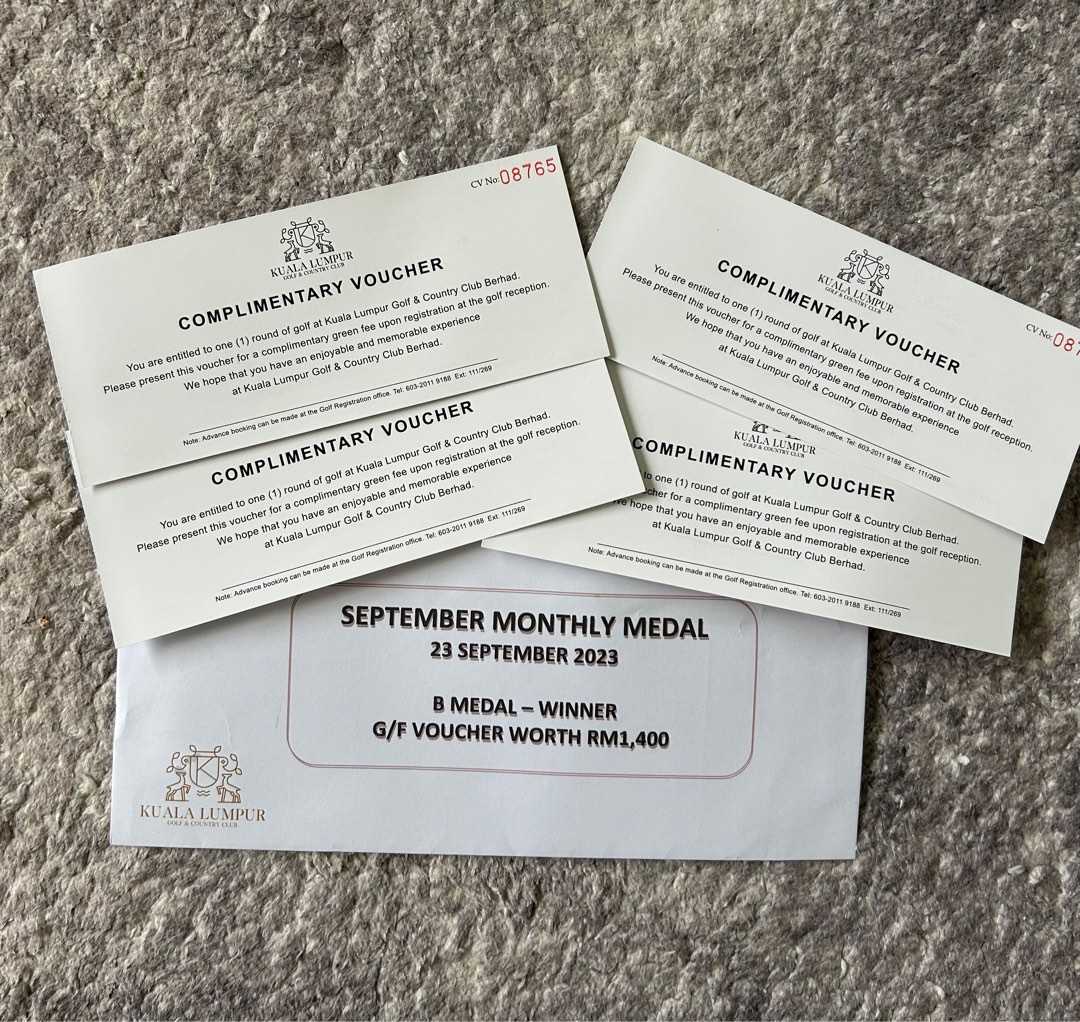 CV No: 08765
KUALA LUMPUR
GOLF & COUNTRY CLUB
COMPLIMENTARY VOUCHER
You are entitled to one (1) round of golf at Kuala Lumpur Golf & Country Club Berhad.
Please present this voucher for a complimentary green fee upon registration at the golf reception.
We hope that you have an enjoyable and memorable experience
at Kuala Lumpur Golf & Country Club Berhad.
Note: Advance booking can be made at the Golf Registration office. Tel: 603-2011 9188 Ext: 111/269
COMPLIMENTARY VOUCHER
You are entitled to one (1) round of golf at Kuala Lumpur Golf & Country Club Berhad.
Please present this voucher for a complimentary green fee upon registration at the golf reception.
We hope that you have an enjoyable and memorable experience
at Kuala Lumpur Golf & Country Club Berhad.
Note: Advance booking can be made at the Golf Registration office. Tel: 603-2011 9188 Ext: 111/269
CV No: 087
KUALA LUMPUR
GOLF & COUNTRY CLUB
COMPLIMENTARY VOUCHER
You are entitled to one (1) round of golf at Kuala Lumpur Golf & Country Club Berhad.
Please present this voucher for a complimentary green fee upon registration at the golf reception.
We hope that you have an enjoyable and memorable experience
at Kuala Lumpur Golf & Country Club Berhad.
Note: Advance booking can be made at the Golf Registration office. Tel: 603-2011 9188 Ext: 111/269
KUALA LUMPUR
GOLF & COUNTRY CLUB
COMPLIMENTARY VOUCHER
to one (1) round of golf at Kuala Lumpur Golf & Country Club Berhad.
for a complimentary green fee upon registration at the golf reception.
hope that you have an enjoyable and memorable experience
at Kuala Lumpur Golf & Country Club Berhad.
Note: Advance booking can be made at the Golf Registration office. Tel: 603-2011 9188 Ext: 111/269
SEPTEMBER MONTHLY MEDAL
23 SEPTEMBER 2023
B MEDAL – WINNER
G/F VOUCHER WORTH RM1,400
KUALA LUMPUR
GOLF & COUNTRY CLUB